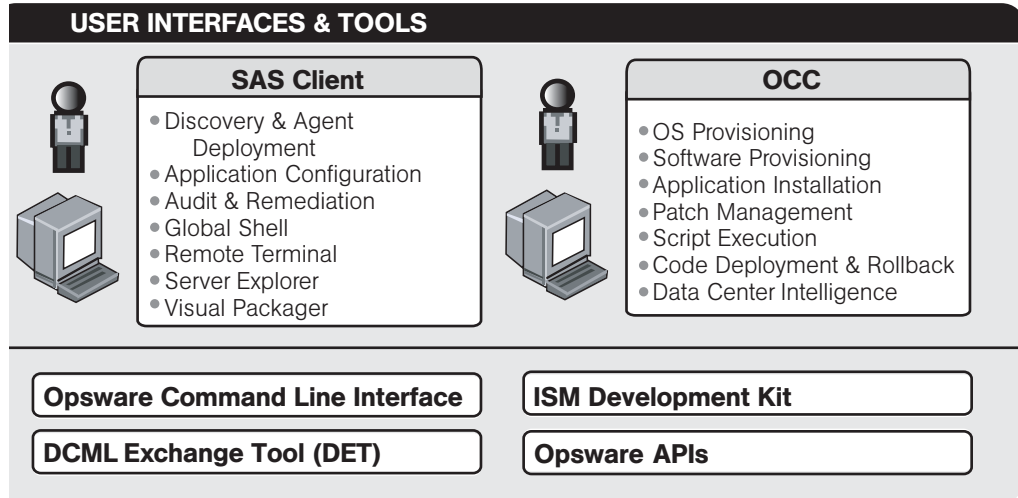 USER INTERFACES & TOOLS
SAS Client
Discovery & Agent
Deployment
Application Configuration
Audit & Remediation
Global Shell
Remote Terminal
Server Explorer
Visual Packager
OCC
OS Provisioning
Software Provisioning
Application Installation
Patch Management
Script Execution
Code Deployment & Rollback
Data Center Intelligence
Opsware Command Line Interface
ISM Development Kit
DCML Exchange Tool (DET)
Opsware APIs